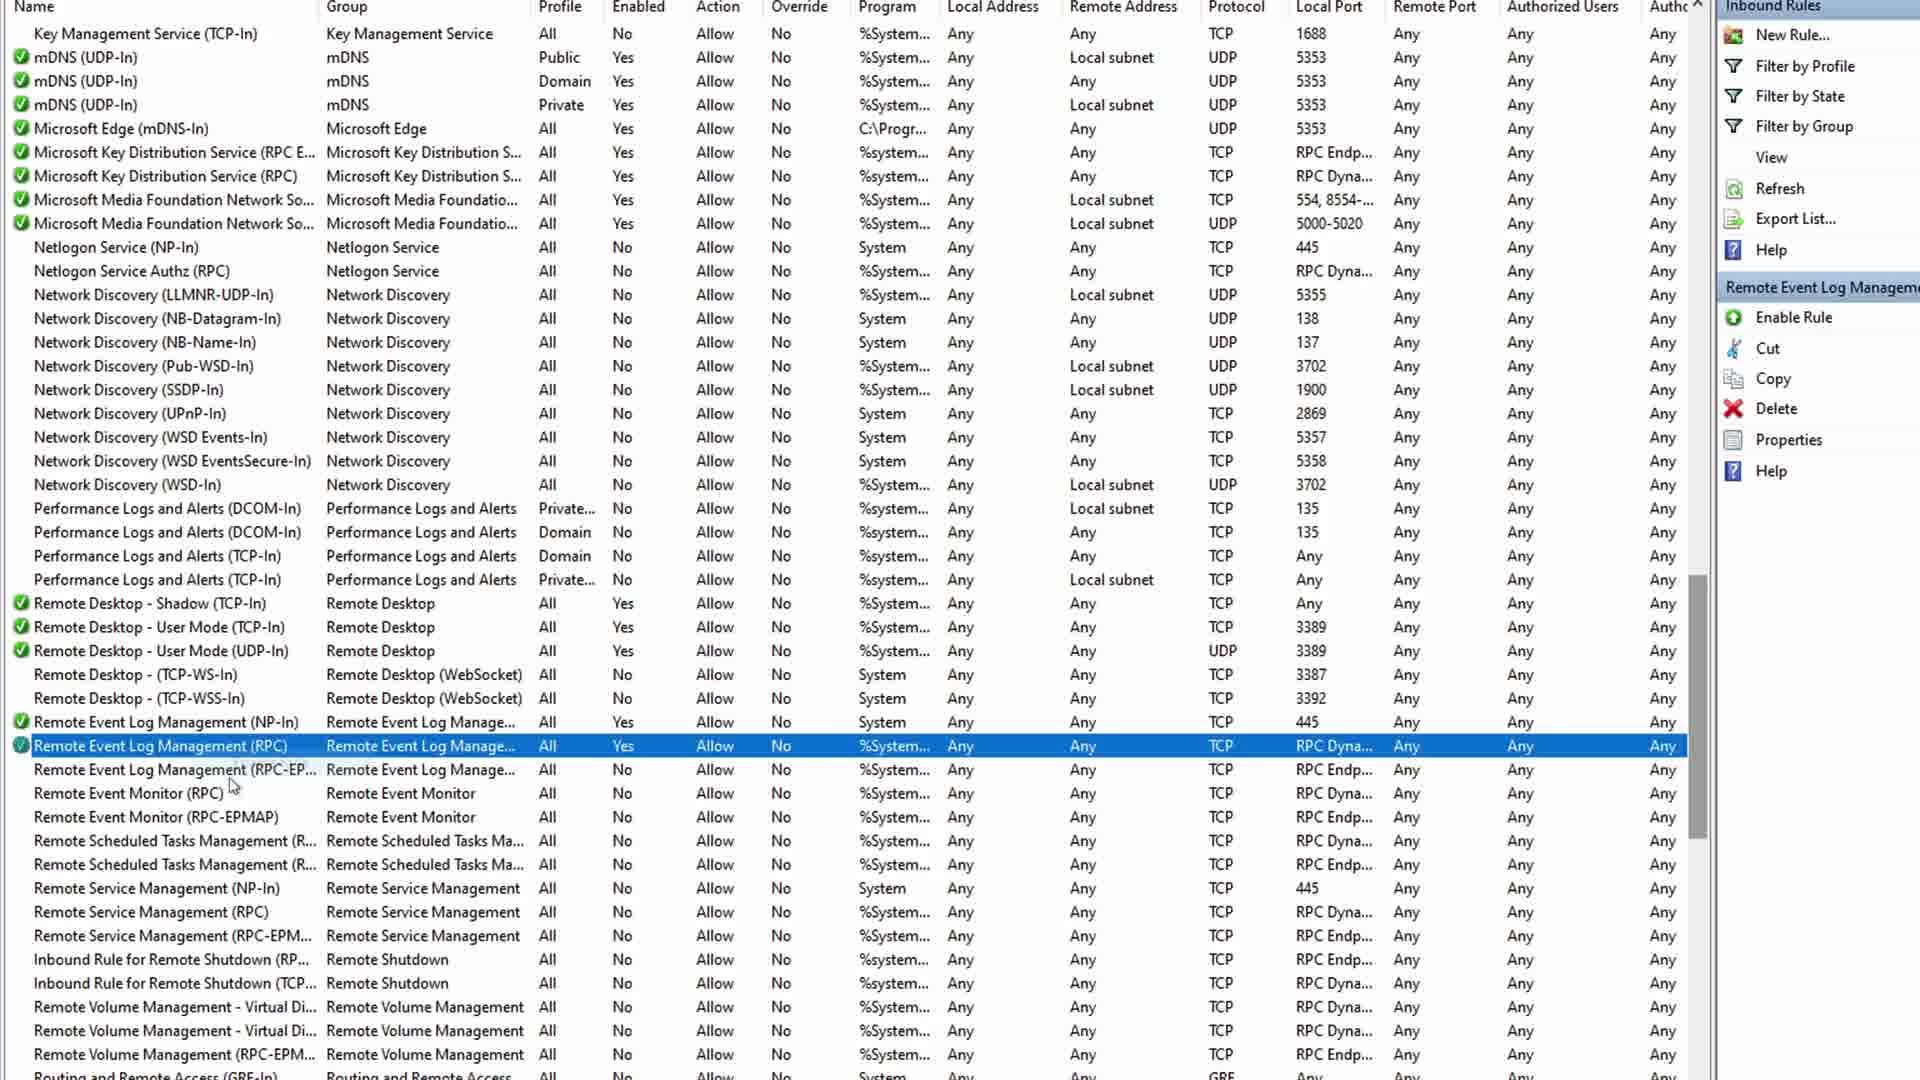 Name Group Profile Enabled Action Override Program Local Address Remote Address Protocol Local Port Remote Port Authorized Users Autho
Key Management Service (TCP-In) Key Management Service All No Allow No %System... Any Any TCP 1688 Any Any Any
mDNS (UDP-In) mDNS Public Yes Allow No %System... Any Local subnet UDP 5353 Any Any Any
mDNS (UDP-In) mDNS Domain Yes Allow No %System... Any Any UDP 5353 Any Any Any
mDNS (UDP-In) mDNS Private Yes Allow No %System... Any Local subnet UDP 5353 Any Any Any
Microsoft Edge (mDNS-In) Microsoft Edge All Yes Allow No C:\Progr... Any Any UDP 5353 Any Any Any
Microsoft Key Distribution Service (RPC E... Microsoft Key Distribution S... All Yes Allow No %system... Any Any TCP RPC Endp... Any Any Any
Microsoft Key Distribution Service (RPC) Microsoft Key Distribution S... All Yes Allow No %system... Any Any TCP RPC Dyna... Any Any Any
Microsoft Media Foundation Network So... Microsoft Media Foundatio... All Yes Allow No %System... Any Local subnet TCP 554, 8554-... Any Any Any
Microsoft Media Foundation Network So... Microsoft Media Foundatio... All Yes Allow No %System... Any Local subnet UDP 5000-5020 Any Any Any
Netlogon Service (NP-In) Netlogon Service All No Allow No System Any Any TCP 445 Any Any Any
Netlogon Service Authz (RPC) Netlogon Service All No Allow No %System... Any Any TCP RPC Dyna... Any Any Any
Network Discovery (LLMNR-UDP-In) Network Discovery All No Allow No %System... Any Local subnet UDP 5355 Any Any Any
Network Discovery (NB-Datagram-In) Network Discovery All No Allow No System Any Any UDP 138 Any Any Any
Network Discovery (NB-Name-In) Network Discovery All No Allow No System Any Any UDP 137 Any Any Any
Network Discovery (Pub-WSD-In) Network Discovery All No Allow No %System... Any Local subnet UDP 3702 Any Any Any
Network Discovery (SSDP-In) Network Discovery All No Allow No %System... Any Local subnet UDP 1900 Any Any Any
Network Discovery (UPnP-In) Network Discovery All No Allow No System Any Any TCP 2869 Any Any Any
Network Discovery (WSD Events-In) Network Discovery All No Allow No System Any Any TCP 5357 Any Any Any
Network Discovery (WSD EventsSecure-In) Network Discovery All No Allow No System Any Any TCP 5358 Any Any Any
Network Discovery (WSD-In) Network Discovery All No Allow No %System... Any Local subnet UDP 3702 Any Any Any
Performance Logs and Alerts (DCOM-In) Performance Logs and Alerts Private... No Allow No %system... Any Local subnet TCP 135 Any Any Any
Performance Logs and Alerts (DCOM-In) Performance Logs and Alerts Domain No Allow No %system... Any Any TCP 135 Any Any Any
Performance Logs and Alerts (TCP-In) Performance Logs and Alerts Domain No Allow No %system... Any Any TCP Any Any Any Any
Performance Logs and Alerts (TCP-In) Performance Logs and Alerts Private... No Allow No %system... Any Local subnet TCP Any Any Any Any
Remote Desktop - Shadow (TCP-In) Remote Desktop All Yes Allow No %System... Any Any TCP Any Any Any Any
Remote Desktop - User Mode (TCP-In) Remote Desktop All Yes Allow No %System... Any Any TCP 3389 Any Any Any
Remote Desktop - User Mode (UDP-In) Remote Desktop All Yes Allow No %System... Any Any UDP 3389 Any Any Any
Remote Desktop - (TCP-WS-In) Remote Desktop (WebSocket) All No Allow No System Any Any TCP 3387 Any Any Any
Remote Desktop - (TCP-WSS-In) Remote Desktop (WebSocket) All No Allow No System Any Any TCP 3392 Any Any Any
Remote Event Log Management (NP-In) Remote Event Log Manage... All Yes Allow No System Any Any TCP 445 Any Any Any
Remote Event Log Management (RPC) Remote Event Log Manage... All Yes Allow No %System... Any Any TCP RPC Dyna... Any Any Any
Remote Event Log Management (RPC-EP... Remote Event Log Manage... All No Allow No %System... Any Any TCP RPC Endp... Any Any Any
Remote Event Monitor (RPC) Remote Event Monitor All No Allow No %System... Any Any TCP RPC Dyna... Any Any Any
Remote Event Monitor (RPC-EPMAP) Remote Event Monitor All No Allow No %System... Any Any TCP RPC Endp... Any Any Any
Remote Scheduled Tasks Management (R... Remote Scheduled Tasks Ma... All No Allow No %System... Any Any TCP RPC Dyna... Any Any Any
Remote Scheduled Tasks Management (R... Remote Scheduled Tasks Ma... All No Allow No %System... Any Any TCP RPC Endp... Any Any Any
Remote Service Management (NP-In) Remote Service Management All No Allow No System Any Any TCP 445 Any Any Any
Remote Service Management (RPC) Remote Service Management All No Allow No %System... Any Any TCP RPC Dyna... Any Any Any
Remote Service Management (RPC-EPM... Remote Service Management All No Allow No %System... Any Any TCP RPC Endp... Any Any Any
Inbound Rule for Remote Shutdown (RP... Remote Shutdown All No Allow No %system... Any Any TCP RPC Endp... Any Any Any
Inbound Rule for Remote Shutdown (TCP... Remote Shutdown All No Allow No %system... Any Any TCP RPC Dyna... Any Any Any
Remote Volume Management - Virtual Di... Remote Volume Management All No Allow No %System... Any Any TCP RPC Dyna... Any Any Any
Remote Volume Management - Virtual Di... Remote Volume Management All No Allow No %System... Any Any TCP RPC Dyna... Any Any Any
Remote Volume Management (RPC-EPM... Remote Volume Management All No Allow No %System... Any Any TCP RPC Endp... Any Any Any
Routing and Remote Access (GRE-In) Routing and Remote Access All No Allow No System Any Any GRE Any Any Any Any
Inbound Rules
New Rule...
Filter by Profile
Filter by State
Filter by Group
View
Refresh
Export List...
Help
Remote Event Log Manageme
Enable Rule
Cut
Copy
Delete
Properties
Help